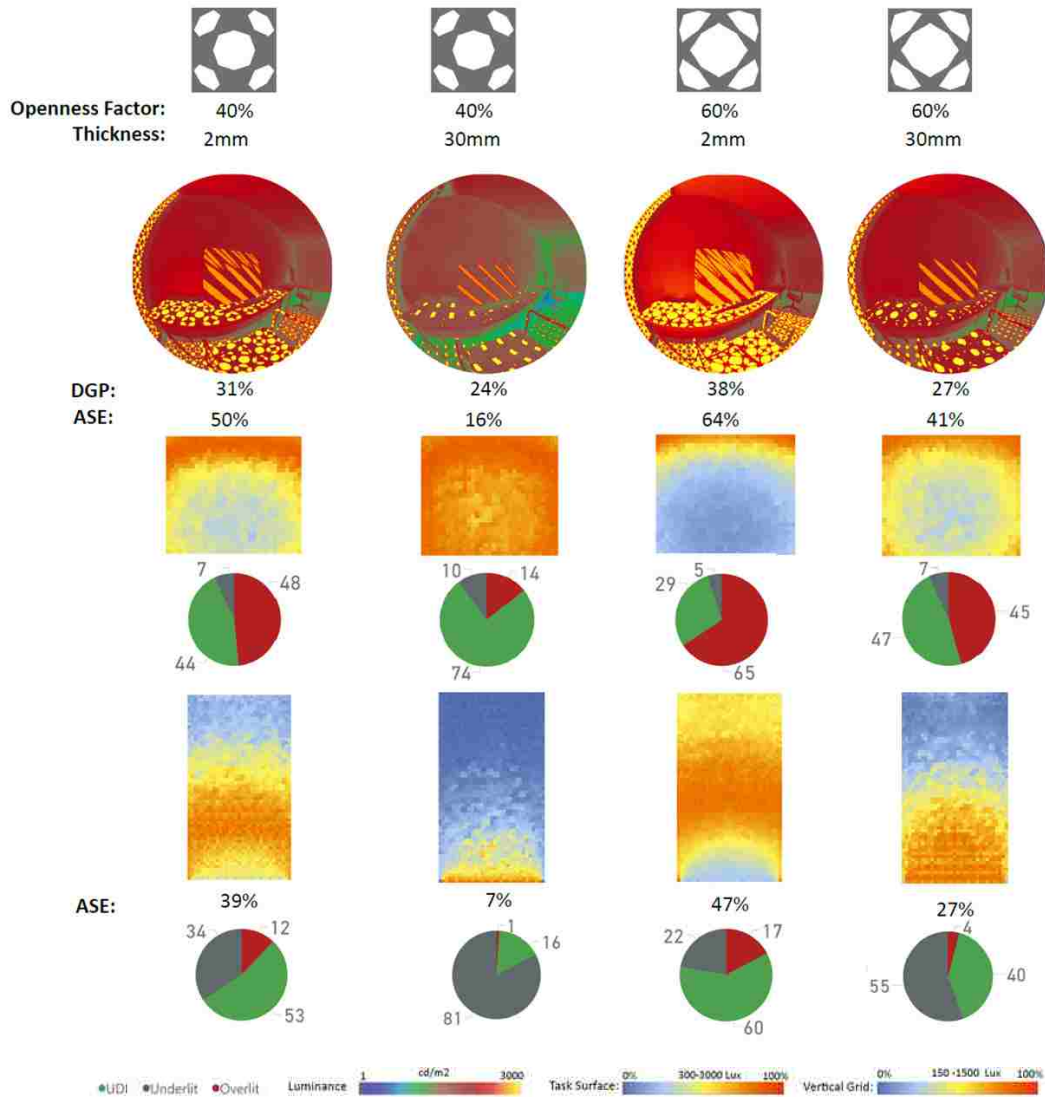 Openness Factor: 40% 40% 60% 60%
Thickness: 2mm 30mm 2mm 30mm
DGP: 31% 24% 38% 27%
ASE: 50% 16% 64% 41%
7 48 10 14 5 29 7 45
44 74 65 47
ASE: 39% 7% 47% 27%
34 12 1 16 22 17 4
53 81 60 55 40
UDI Underlit Overlit Luminance 1 cd/m2 3000 Task Surface: 0% 300-3000 Lux 100% Vertical Grid: 0% 150 -1500 Lux 100%